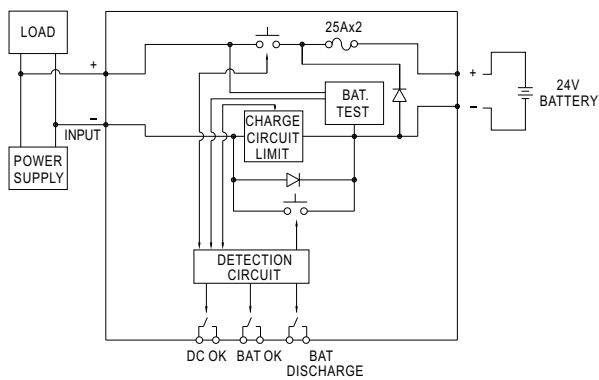 LOAD
+
−
INPUT
POWER
SUPPLY
25Ax2
BAT.
TEST
CHARGE
CIRCUIT
LIMIT
+
−
24V
BATTERY
DETECTION
CIRCUIT
DC OK
BAT OK
BAT
DISCHARGE